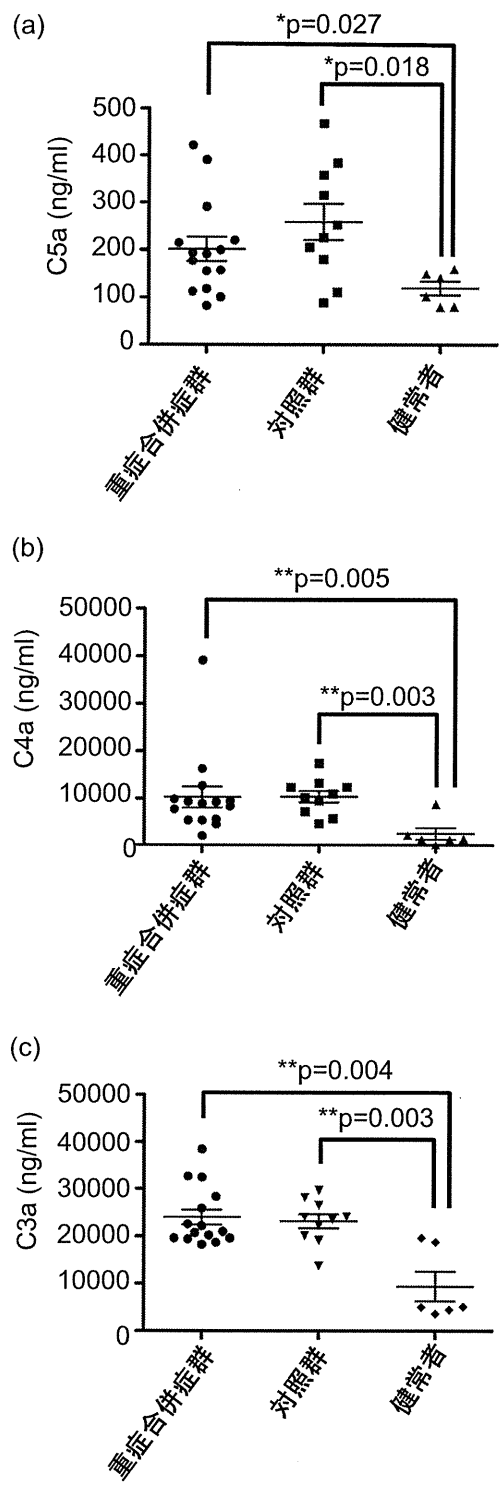 (a)
*p=0.027
*p=0.018
C5a (ng/ml)
500
400
300
200
100
0
重症合併症群
対照群
健常者
(b)
**p=0.005
**p=0.003
C4a (ng/ml)
50000
40000
30000
20000
10000
0
重症合併症群
対照群
健常者
(c)
**p=0.004
**p=0.003
C3a (ng/ml)
50000
40000
30000
20000
10000
0
重症合併症群
対照群
健常者